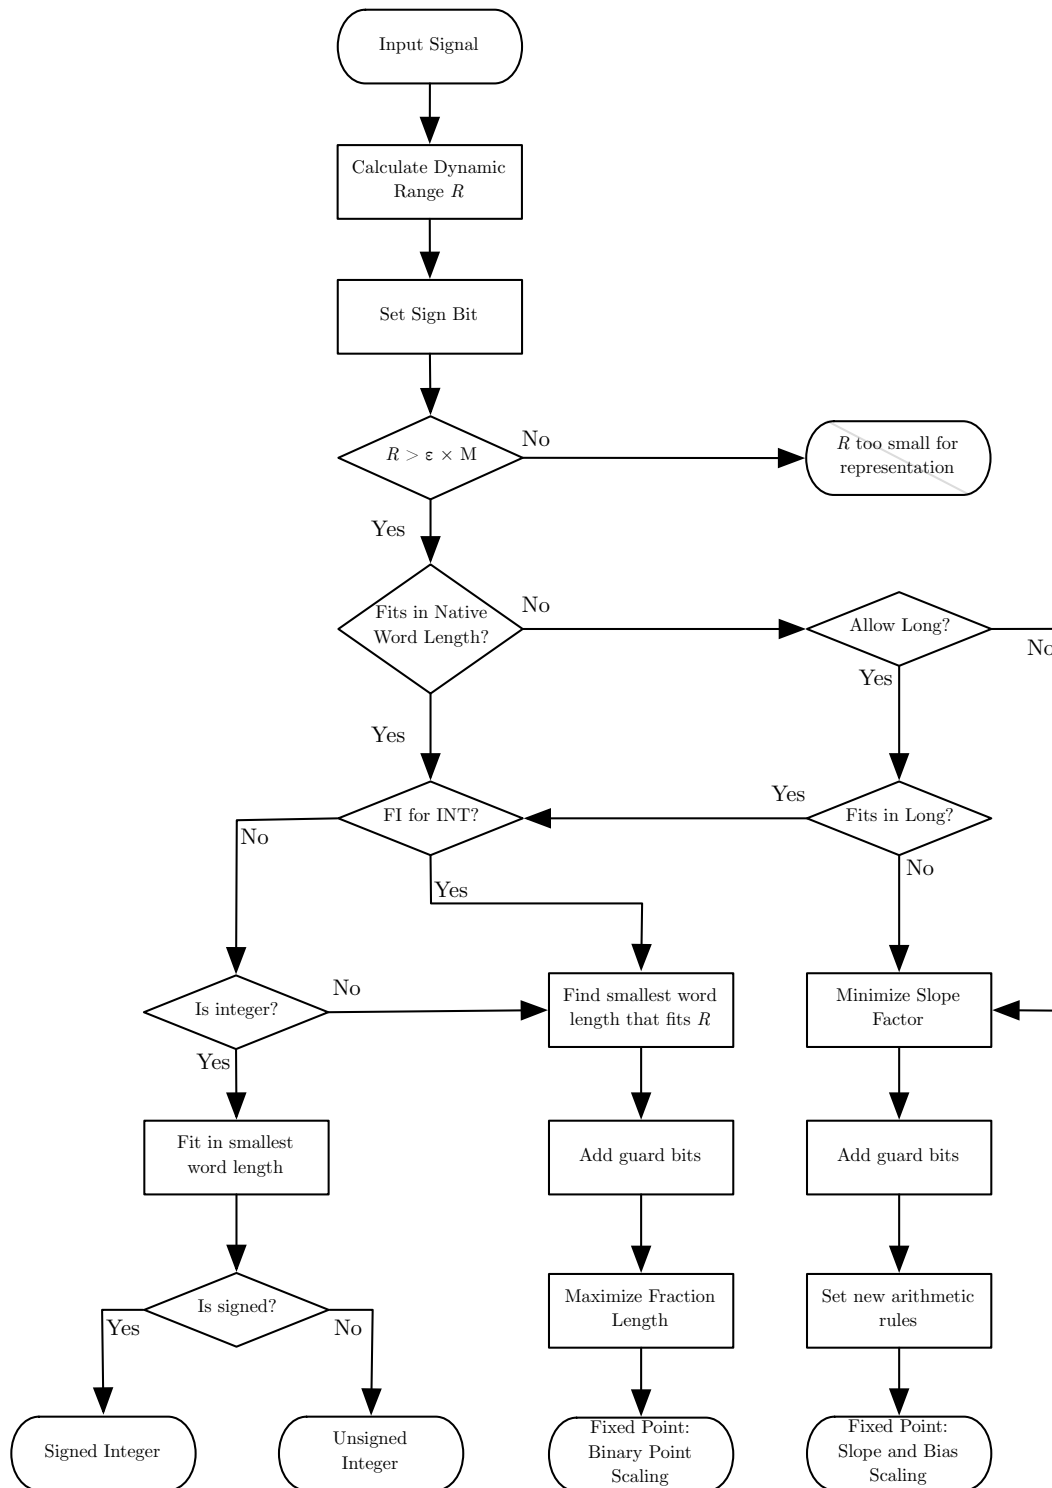 Input Signal
Calculate Dynamic
Range R
Set Sign Bit
R > ε × M
No
R too small for
representation
Yes
Fits in Native
Word Length?
No
Allow Long?
No
Yes
Yes
FI for INT?
Yes
Fits in Long?
No
No
Yes
Is integer?
No
Find smallest word
length that fits R
Minimize Slope
Factor
Yes
Fit in smallest
word length
Add guard bits
Add guard bits
Is signed?
Yes
No
Maximize Fraction
Length
Set new arithmetic
rules
Signed Integer
Unsigned
Integer
Fixed Point:
Binary Point
Scaling
Fixed Point:
Slope and Bias
Scaling